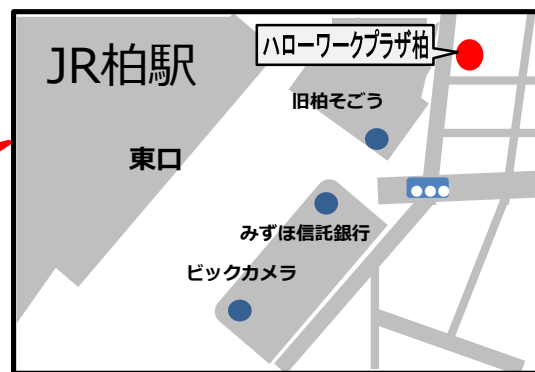 ハローワークプラザ柏
JR柏駅
旧柏そごう
東口
みずほ信託銀行
ビックカメラ